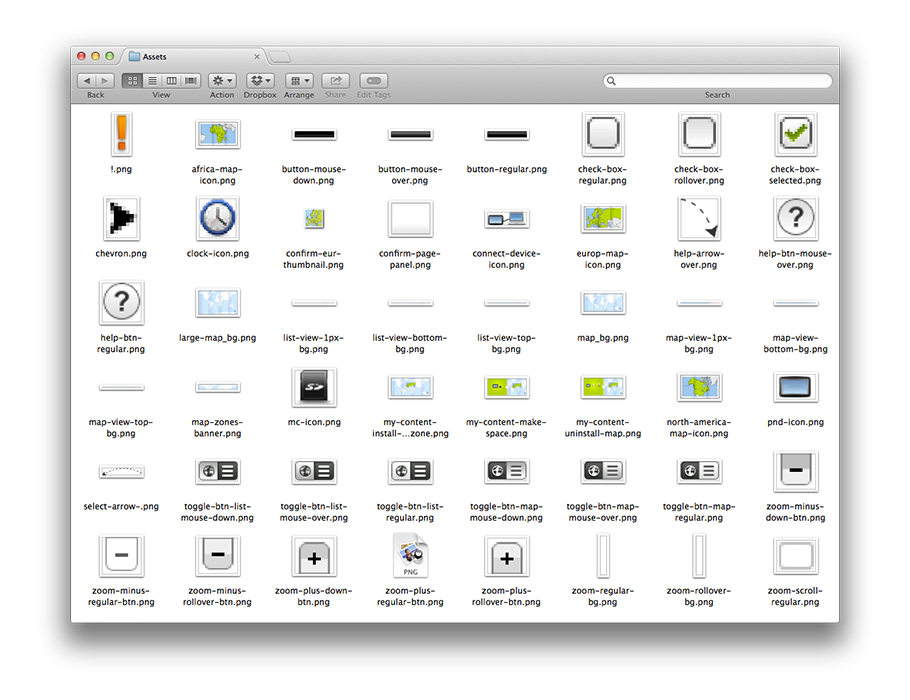 Assets
Back
View
Action
Dropbox
Arrange
Share
Edit Tags
Search
!.png
africa-map-
icon.png
button-mouse-
down.png
button-mouse-
over.png
button-regular.png
check-box-
regular.png
check-box-
rollover.png
check-box-
selected.png
chevron.png
clock-icon.png
confirm-eur-
thumbnail.png
confirm-page-
panel.png
connect-device-
icon.png
europ-map-
icon.png
help-arrow-
over.png
help-btn-mouse-
over.png
help-btn-
regular.png
large-map_bg.png
list-view-1px-
bg.png
list-view-bottom-
bg.png
list-view-top-
bg.png
map_bg.png
map-view-1px-
bg.png
map-view-
bottom-bg.png
map-view-top-
bg.png
map-zones-
banner.png
mc-icon.png
my-content-
install-...zone.png
my-content-make-
space.png
my-content-
uninstall-map.png
north-america-
map-icon.png
pnd-icon.png
select-arrow-.png
toggle-btn-list-
mouse-down.png
toggle-btn-list-
mouse-over.png
toggle-btn-list-
regular.png
toggle-btn-map-
mouse-down.png
toggle-btn-map-
mouse-over.png
toggle-btn-map-
regular.png
zoom-minus-
down-btn.png
PNG
zoom-minus-
regular-btn.png
zoom-minus-
rollover-btn.png
zoom-plus-down-
btn.png
zoom-plus-
regular-btn.png
zoom-plus-
rollover-btn.png
zoom-regular-
bg.png
zoom-rollover-
bg.png
zoom-scroll-
regular.png